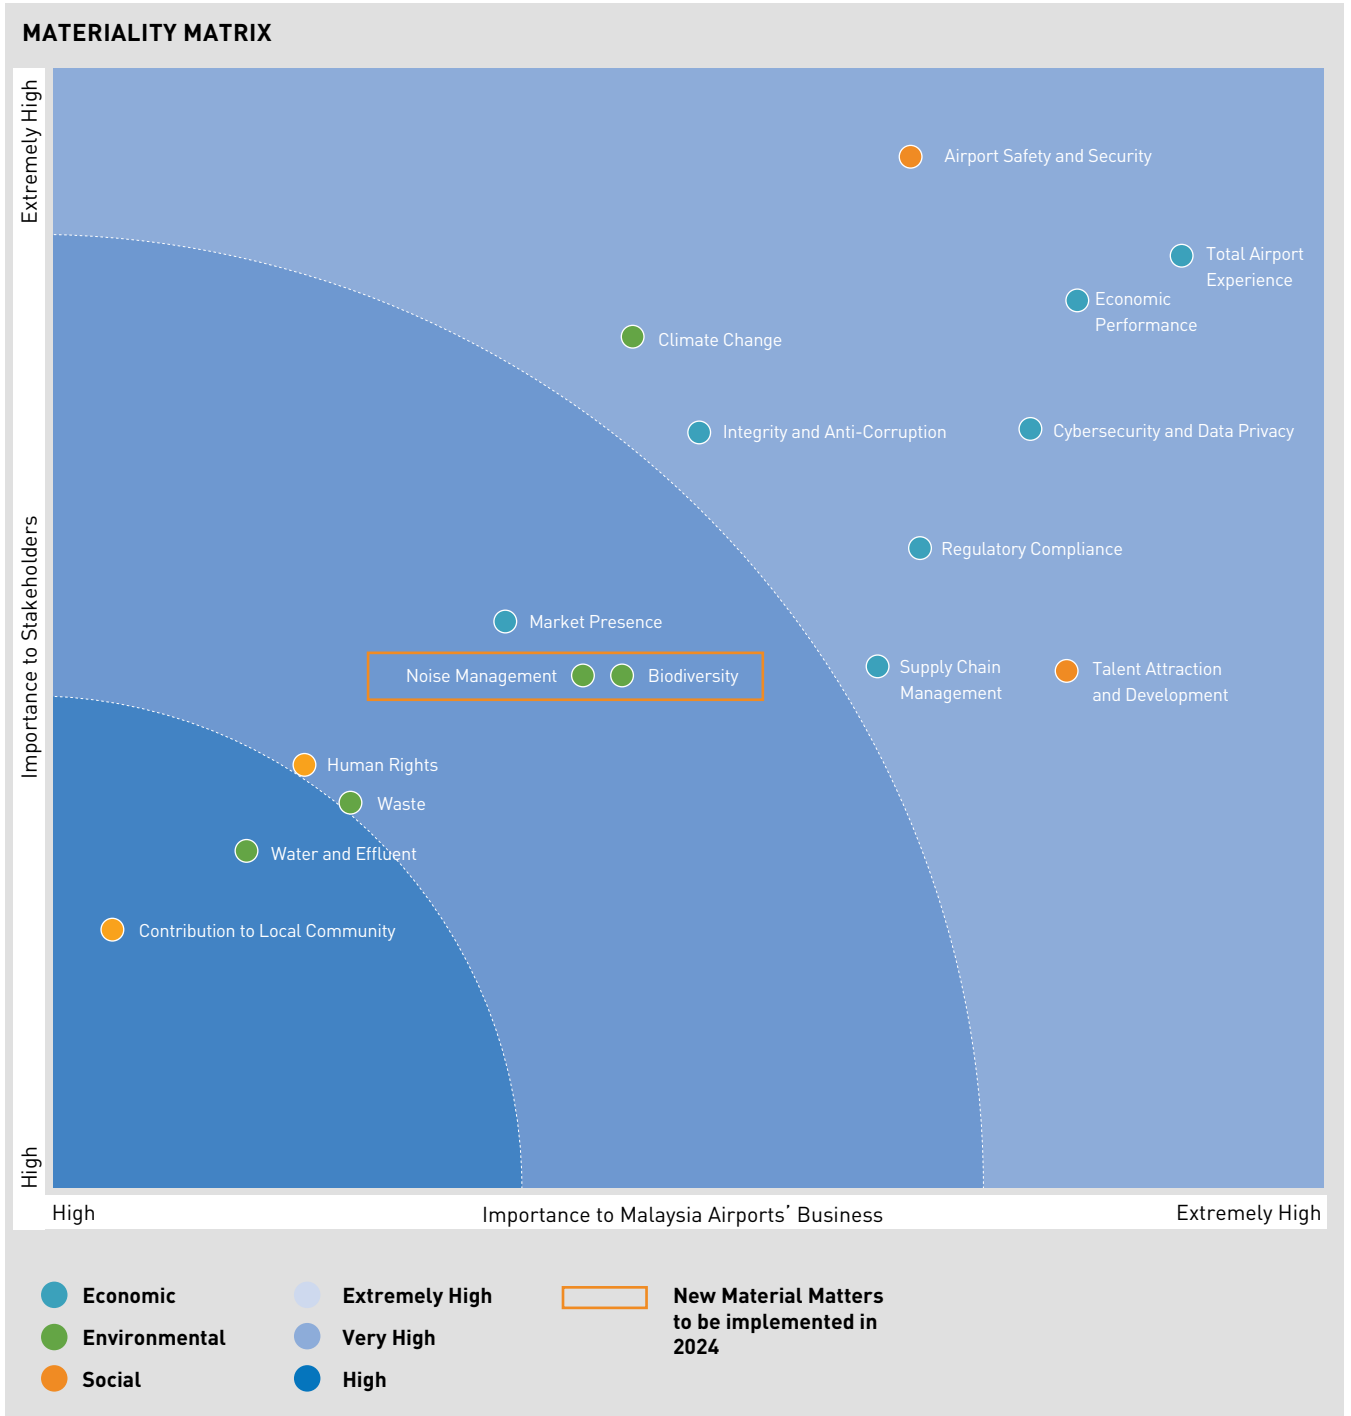 MATERIALITY MATRIX
Extremely High
Importance to Stakeholders
High
Airport Safety and Security
Total Airport
Experience
Economic
Performance
Climate Change
Integrity and Anti-Corruption
Cybersecurity and Data Privacy
Regulatory Compliance
Market Presence
Noise Management
Biodiversity
Supply Chain
Management
Talent Attraction
and Development
Human Rights
Waste
Water and Effluent
Contribution to Local Community
High
Importance to Malaysia Airports’ Business
Extremely High
Economic
Environmental
Social
Extremely High
Very High
High
New Material Matters
to be implemented in
2024